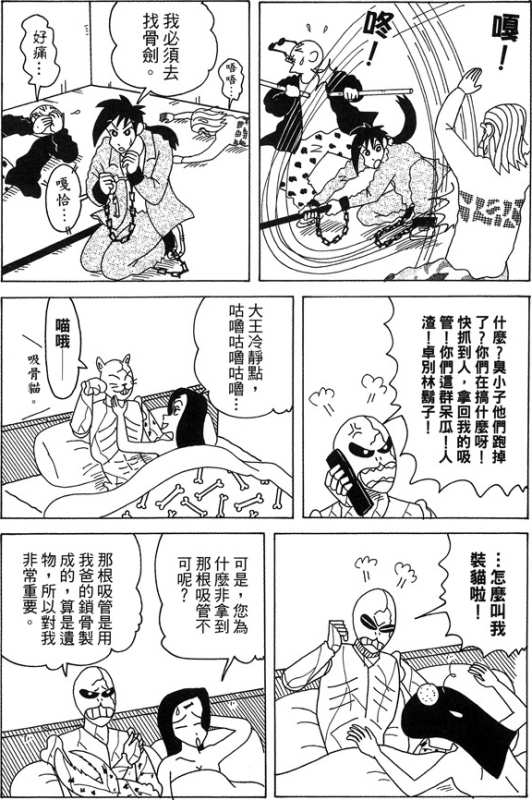 嘎！
咚！
我必須去
找骨劍。
唔唔…
好痛…
嘎恰…
什麼？臭小子他們跑掉
了？你們在搞什麼呀！
快抓到人，拿回我的吸
管！你們這群呆瓜！人
渣！卓別林鬍子！
大王冷靜點，
咕嚕咕嚕咕嚕…
喵哦—
吸骨貓。
…怎麼叫我
裝貓啦！
可是，您為
什麼非拿到
那根吸管不
可呢？
那根吸管是用
我爸的鎖骨製
成的，算是遺
物，所以對我
非常重要。